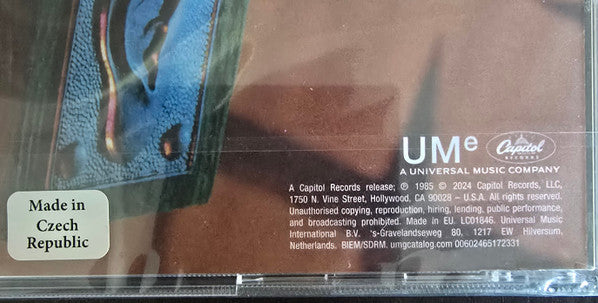 UMe Capitol RECORDS
A UNIVERSAL MUSIC COMPANY
A Capitol Records release; ℗ 1985 © 2024 Capitol Records, LLC,
1750 N. Vine Street, Hollywood, CA 90028 – U.S.A. All rights reserved.
Unauthorised copying, reproduction, hiring, lending, public performance,
and broadcasting prohibited. Made in EU. LC01846. Universal Music
International B.V. 's-Gravelandseweg 80, 1217 EW Hilversum,
Netherlands. BIEM/SDRM. umgcatalog.com 00602465172331
Made in
Czech
Republic